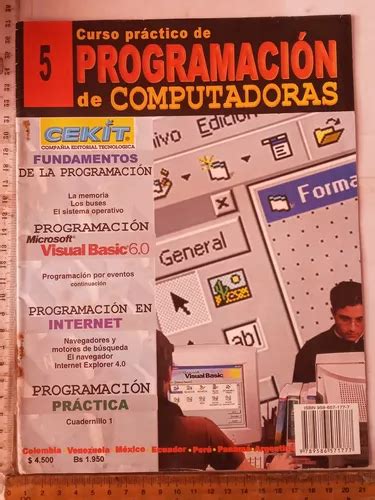 5
Curso práctico de
PROGRAMACIÓN
de COMPUTADORAS
CEKIT
COMPAÑIA EDITORIAL TECNOLOGICA
FUNDAMENTOS
DE LA PROGRAMACIÓN
La memoria
Los buses
El sistema operativo
PROGRAMACIÓN
Microsoft
Visual Basic 6.0
Programación por eventos
continuación
PROGRAMACIÓN EN
INTERNET
Navegadores y
motores de búsqueda
El navegador
Internet Explorer 4.0
PROGRAMACIÓN
PRÁCTICA
Cuadernillo 1
Edición
Forma
General
abl
Visual Basic
Colombia Venezuela México Ecuador Perú Panamá
$ 4.500 Bs 1.950